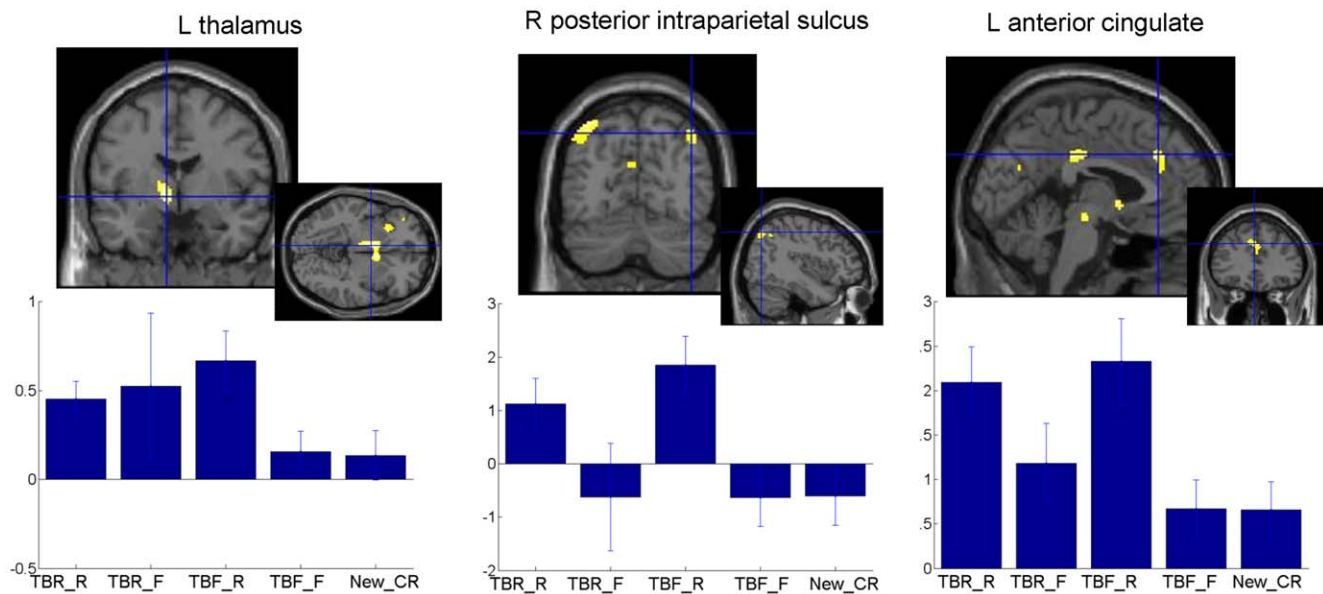 L thalamus
R posterior intraparietal sulcus
L anterior cingulate
1
0.5
0
-0.5
TBR_R TBR_F TBF_R TBF_F New_CR
3
2
1
0
-1
-2
TBR_R TBR_F TBF_R TBF_F New_CR
3
.5
2
.5
1
.5
0
TBR_R TBR_F TBF_R TBF_F New_CR